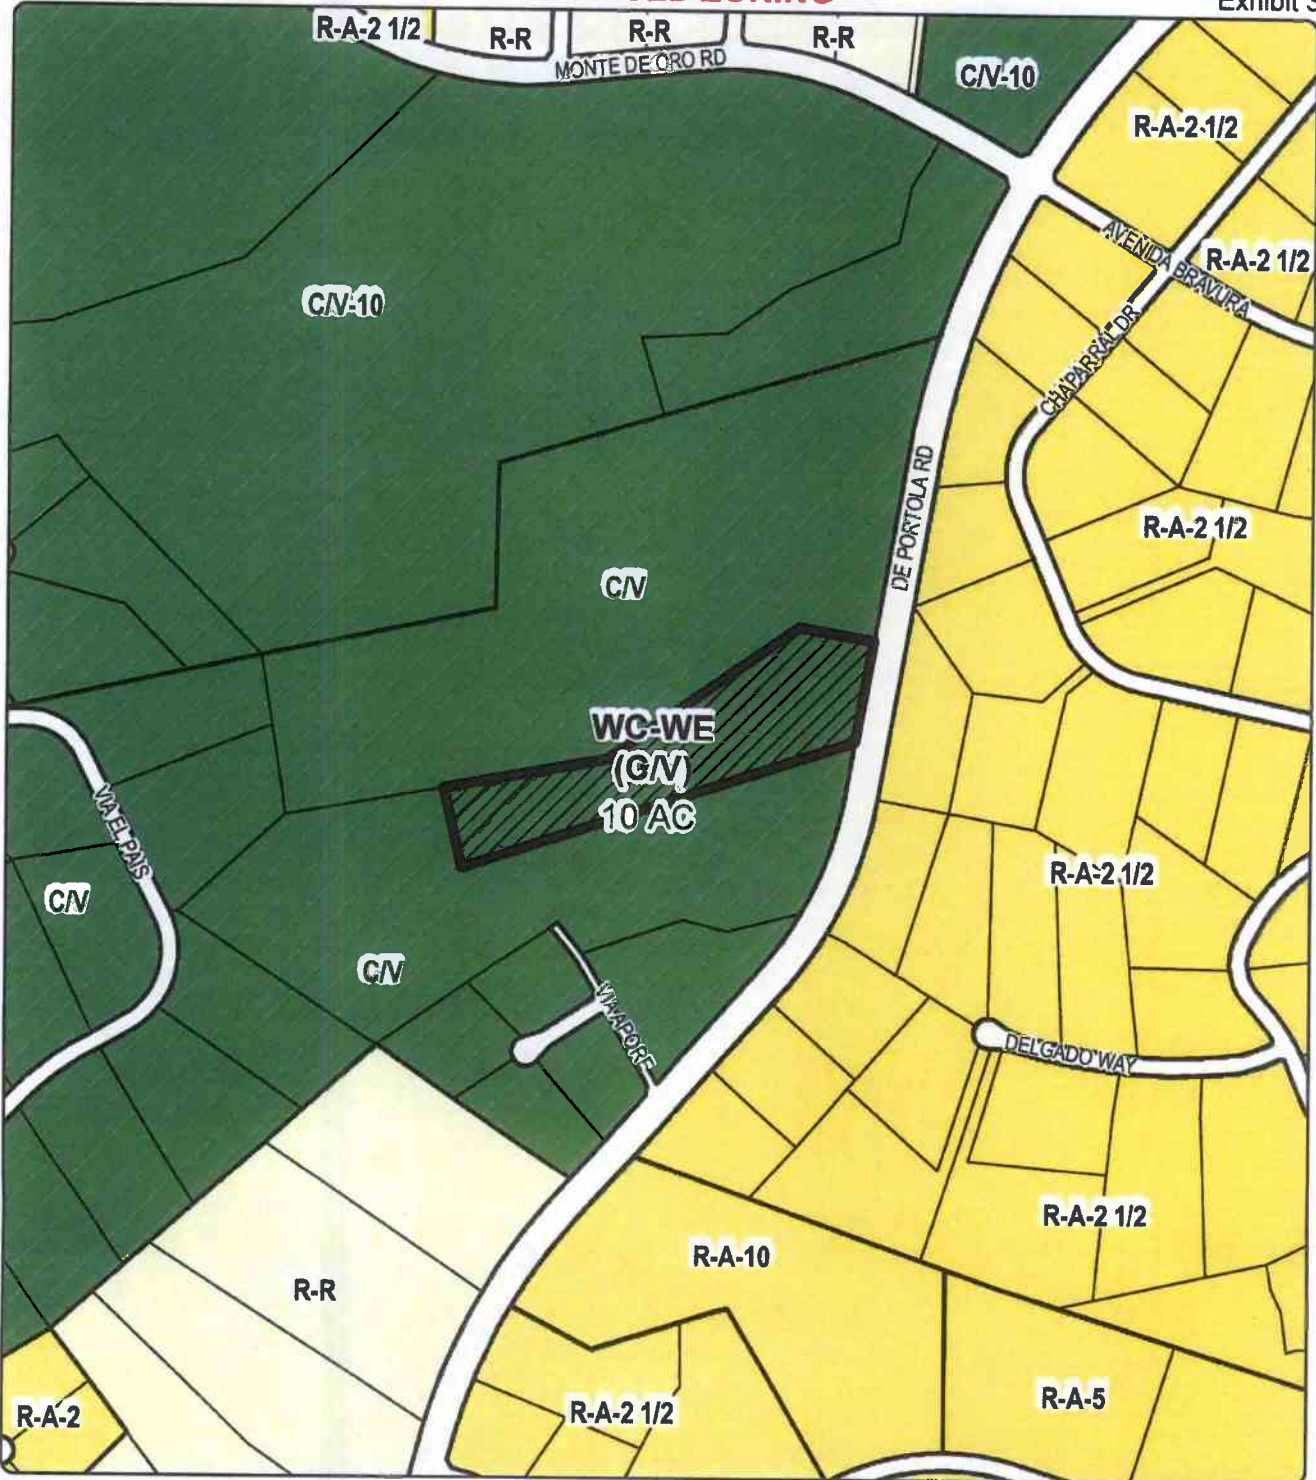 ZONING
Exhibit 3
R-A-2 1/2
R-R
R-R
R-R
MONTE DE ORO RD
C/V-10
R-A-2 1/2
AVENIDA BRAVURA
R-A-2 1/2
C/V-10
CHAPARRAL DR
DE PORTOLA RD
R-A-2 1/2
C/V
WC-WE
(G/V)
10 AC
VIA EL PAIS
R-A-2 1/2
C/V
C/V
VIA APORE
DELGADO WAY
R-A-2 1/2
R-A-10
R-R
R-A-5
R-A-2
R-A-2 1/2